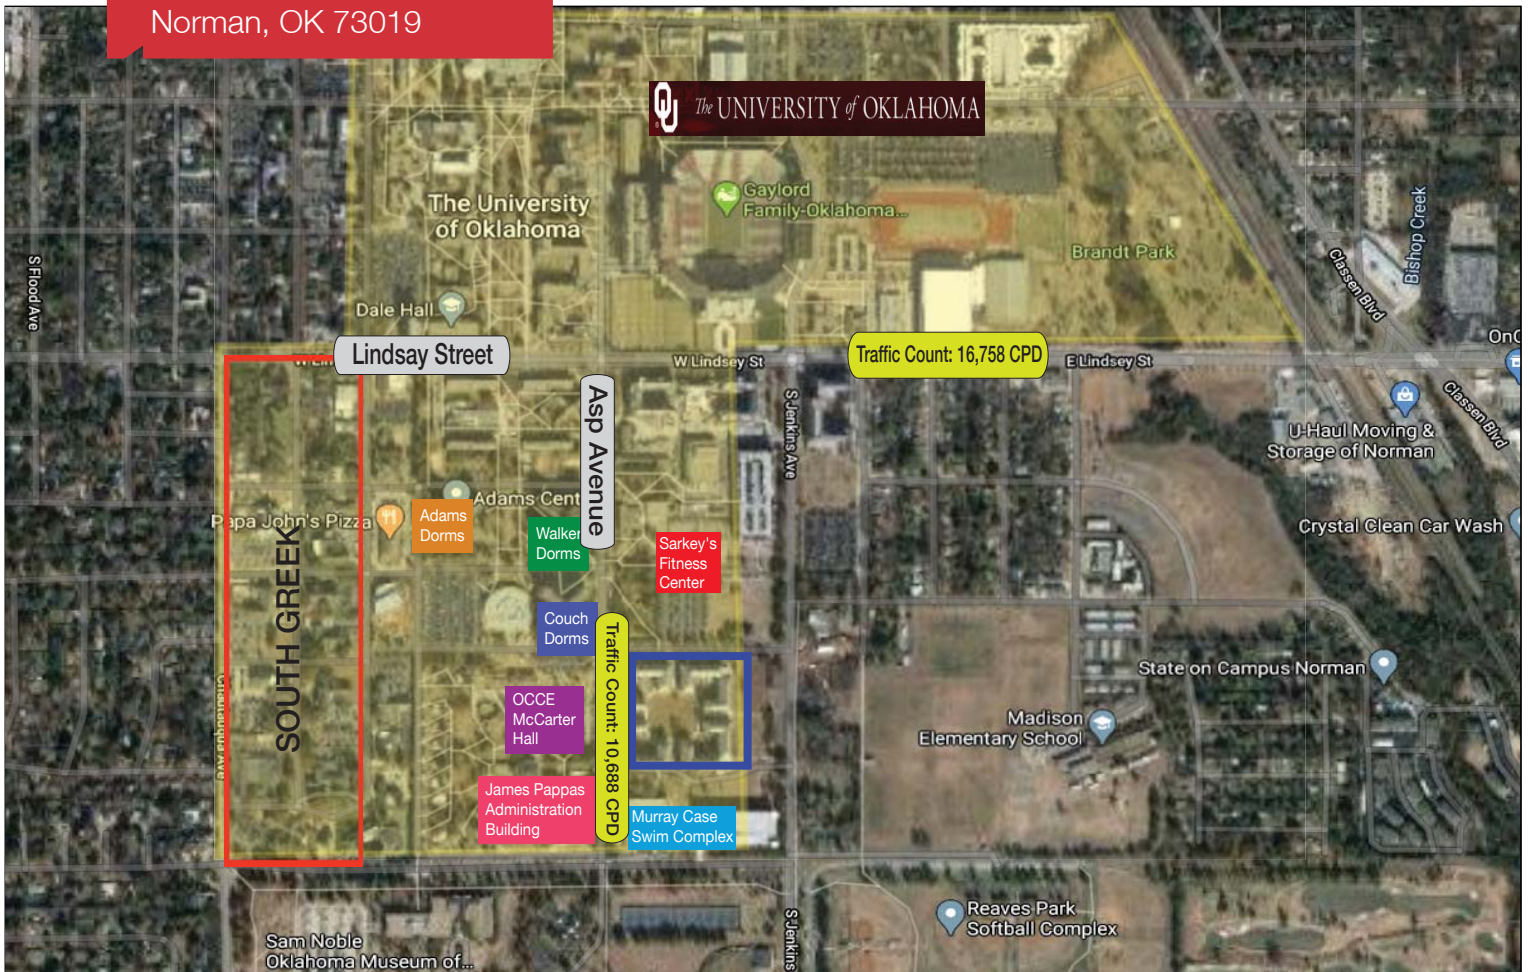 Norman, OK 73019
OU The UNIVERSITY of OKLAHOMA
The University
of Oklahoma
Gaylord
Family-Oklahoma...
Brandt Park
Bishop Creek
Classen Blvd
S Flood Ave
Dale Hall
Lindsay Street
W Lin
W Lindsey St
Traffic Count: 16,758 CPD
E Lindsey St
OnC
Classen Blvd
U-Haul Moving &
Storage of Norman
Asp Avenue
S Jenkins Ave
Adams Cent
Papa John's Pizza
Adams
Dorms
Walker
Dorms
Sarkey's
Fitness
Center
Crystal Clean Car Wash
SOUTH GREEK
Couch
Dorms
Traffic Count: 10,688 CPD
State on Campus Norman
Chautauqua Ave
OCCE
McCarter
Hall
Madison
Elementary School
James Pappas
Administration
Building
Murray Case
Swim Complex
Reaves Park
Softball Complex
S Jenkins
Sam Noble
Oklahoma Museum of...